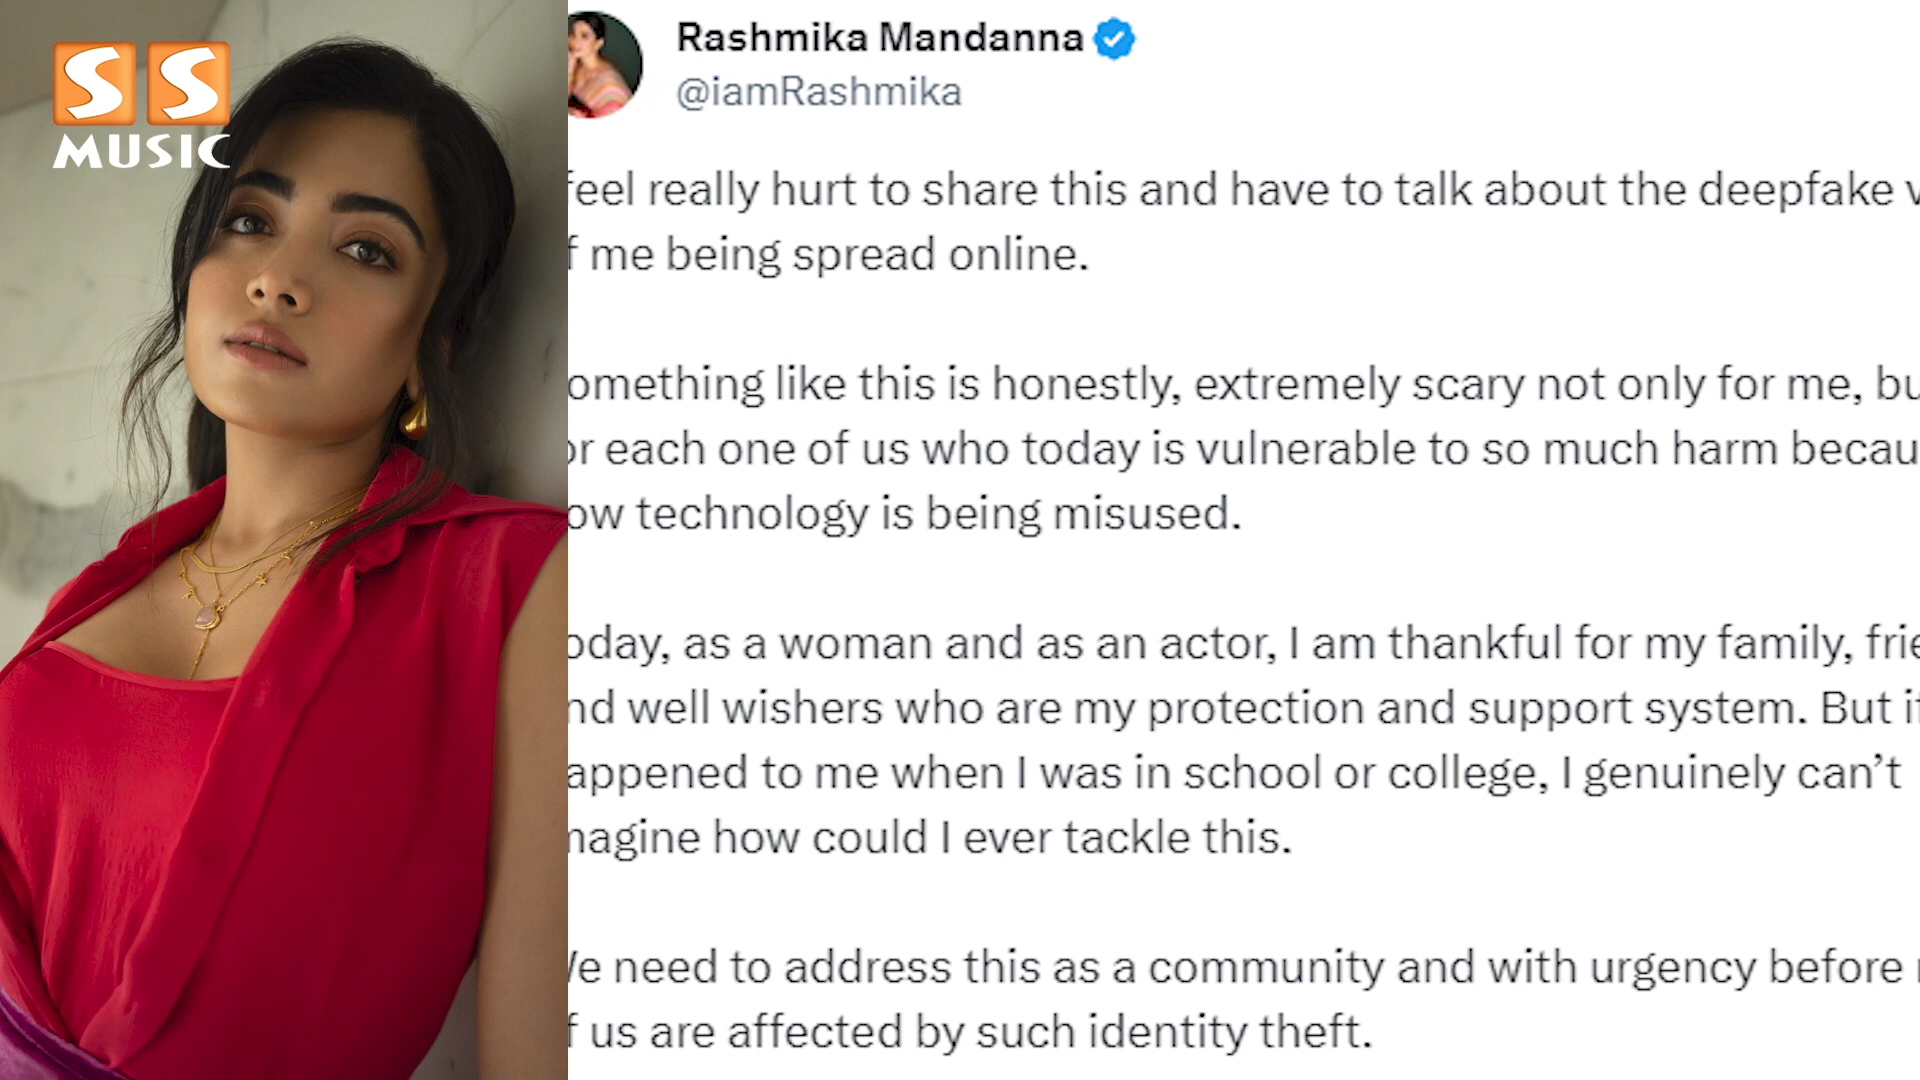 SS
MUSIC
Rashmika Mandanna
@iamRashmika
feel really hurt to share this and have to talk about the deepfake
me being spread online.
omething like this is honestly, extremely scary not only for me, bu
or each one of us who today is vulnerable to so much harm becau
ow technology is being misused.
oday, as a woman and as an actor, I am thankful for my family, frie
nd well wishers who are my protection and support system. But if
appened to me when I was in school or college, I genuinely can’t
magine how could I ever tackle this.
We need to address this as a community and with urgency before
f us are affected by such identity theft.